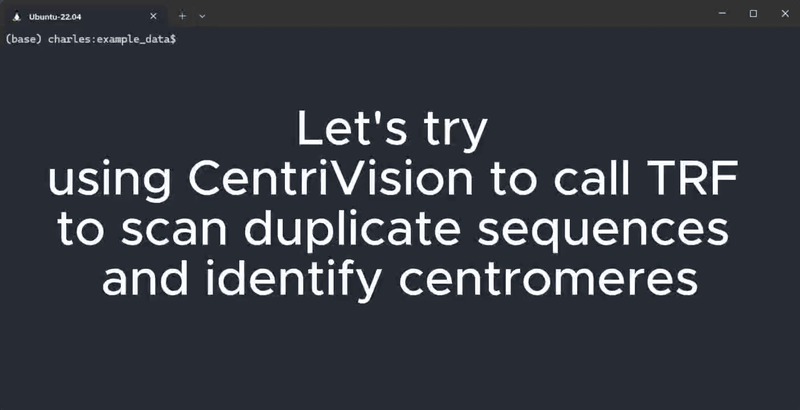 Ubuntu-22.04
(base) charles:example_data$
Let's try
using CentriVision to call TRF
to scan duplicate sequences
and identify centromeres